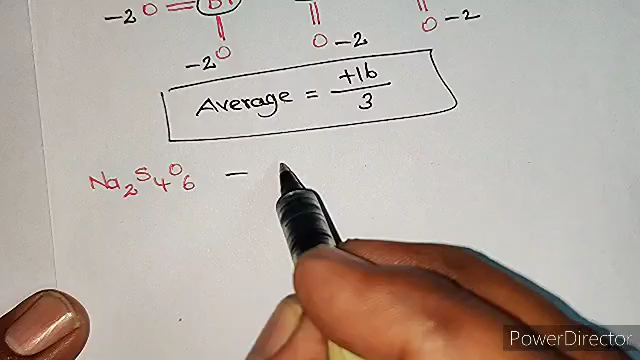 -2 O = Br
O O -2 O -2
-2
Average = +16/3
Na2S4O6 -
PowerDirector